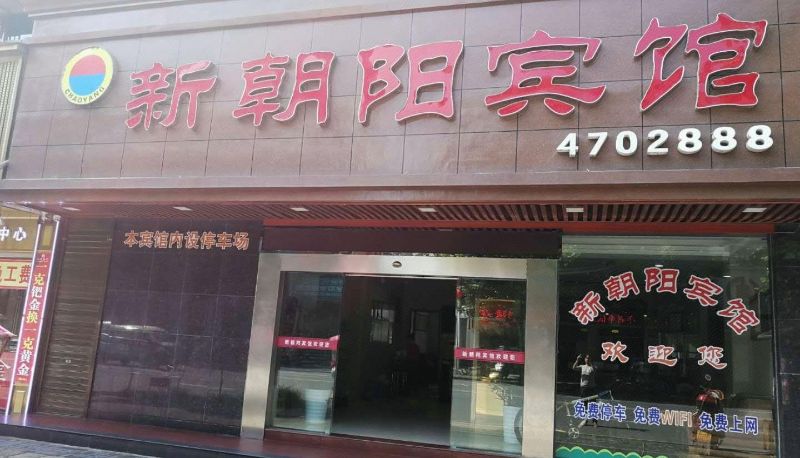 新朝阳宾馆
CHAOYANG
4702888
中心
工费
一克钯金换一克黄金
本宾馆内设停车场
新朝阳宾馆欢迎您
新朝阳宾馆欢迎您
新朝阳宾馆
欢迎您
免费停车 免费WIFI 免费上网